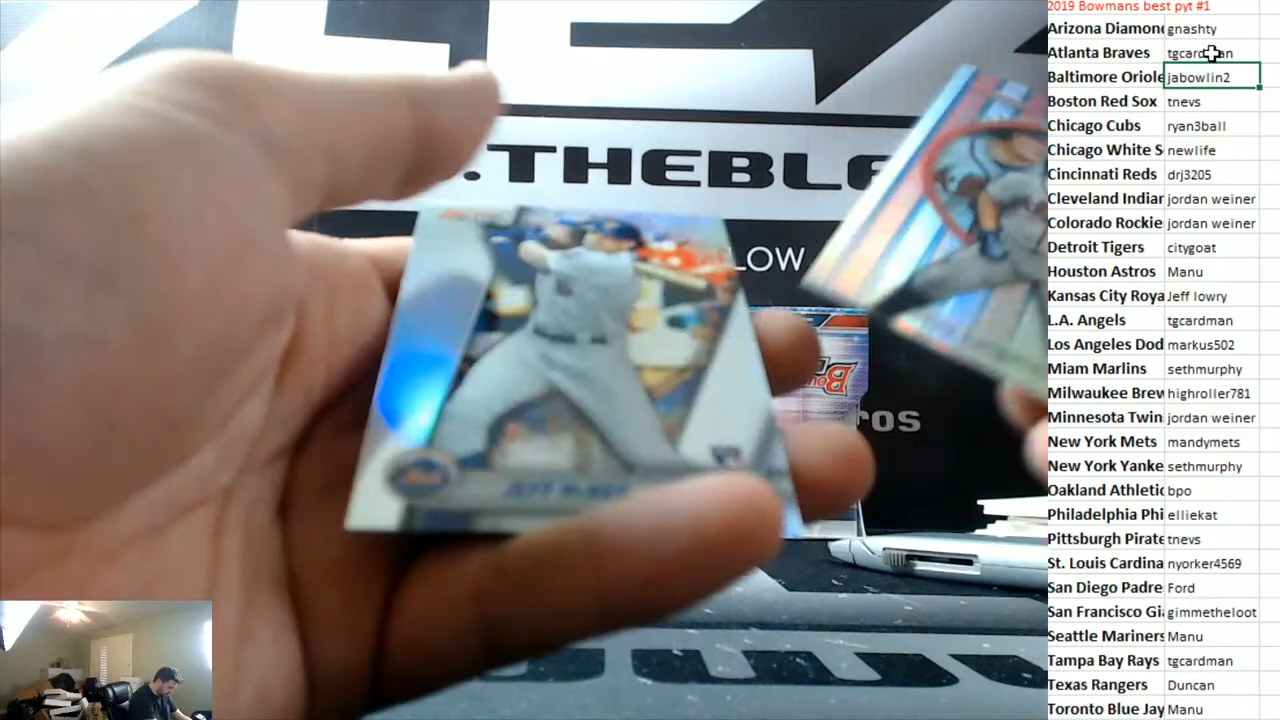 2019 Bowmans best pyt #1
Arizona Diamond gnashty
Atlanta Braves
Baltimore Oriole jabowlin2
Boston Red Sox tnevs
Chicago Cubs ryan3ball
Chicago White S newlife
Cincinnati Reds drj3205
Cleveland Indian jordan weiner
Colorado Rockie jordan weiner
Detroit Tigers citygoat
Houston Astros Manu
Kansas City Roya Jeff lowry
L.A. Angels tgcardman
Los Angeles Dod markus502
Miam Marlins sethmurphy
Milwaukee Brew highroller781
Minnesota Twin jordan weiner
New York Mets mandymets
New York Yanke sethmurphy
Oakland Athletic bpo
Philadelphia Phi elliekat
Pittsburgh Pirate tnevs
St. Louis Cardina nyorker4569
San Diego Padre Ford
San Francisco Gi gimmetheloot
Seattle Mariners Manu
Tampa Bay Rays tgcardman
Texas Rangers Duncan
Toronto Blue Jay Manu
.THEBLE
LOW
ros